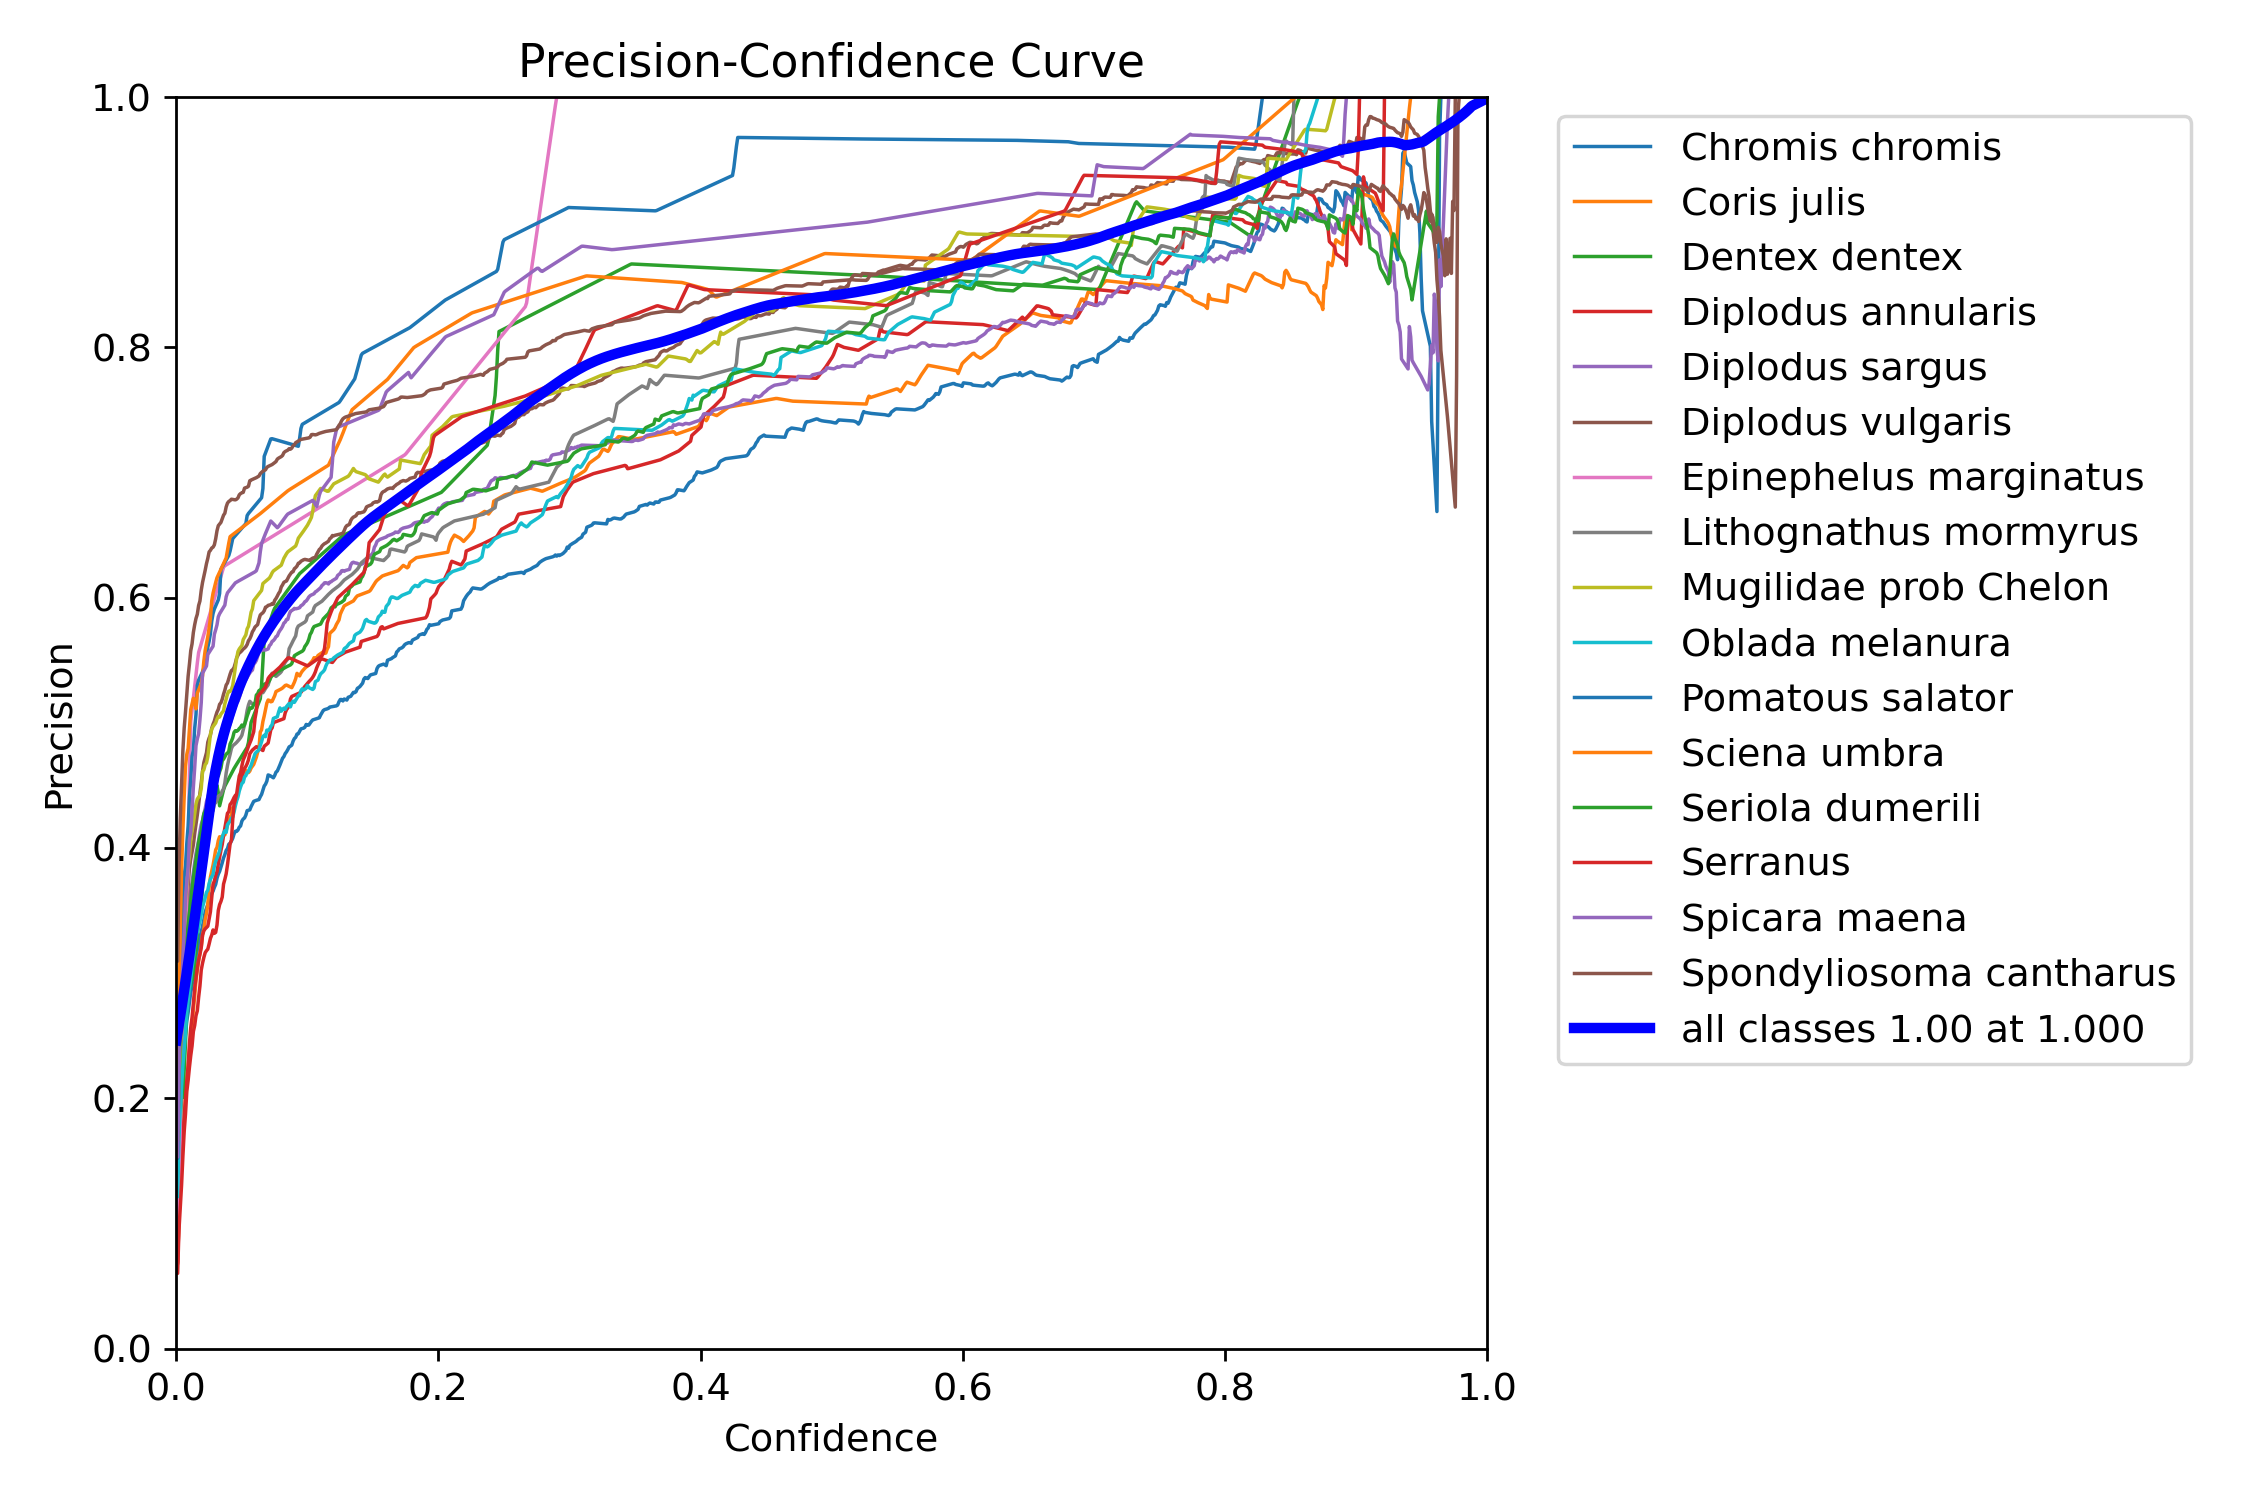 Precision-Confidence Curve
1.0
0.8
0.6
0.4
0.2
0.0
Precision
0.0 0.2 0.4 0.6 0.8 1.0
Confidence
Chromis chromis
Coris julis
Dentex dentex
Diplodus annularis
Diplodus sargus
Diplodus vulgaris
Epinephelus marginatus
Lithognathus mormyrus
Mugilidae prob Chelon
Oblada melanura
Pomatous salator
Sciena umbra
Seriola dumerili
Serranus
Spicara maena
Spondyliosoma cantharus
all classes 1.00 at 1.000